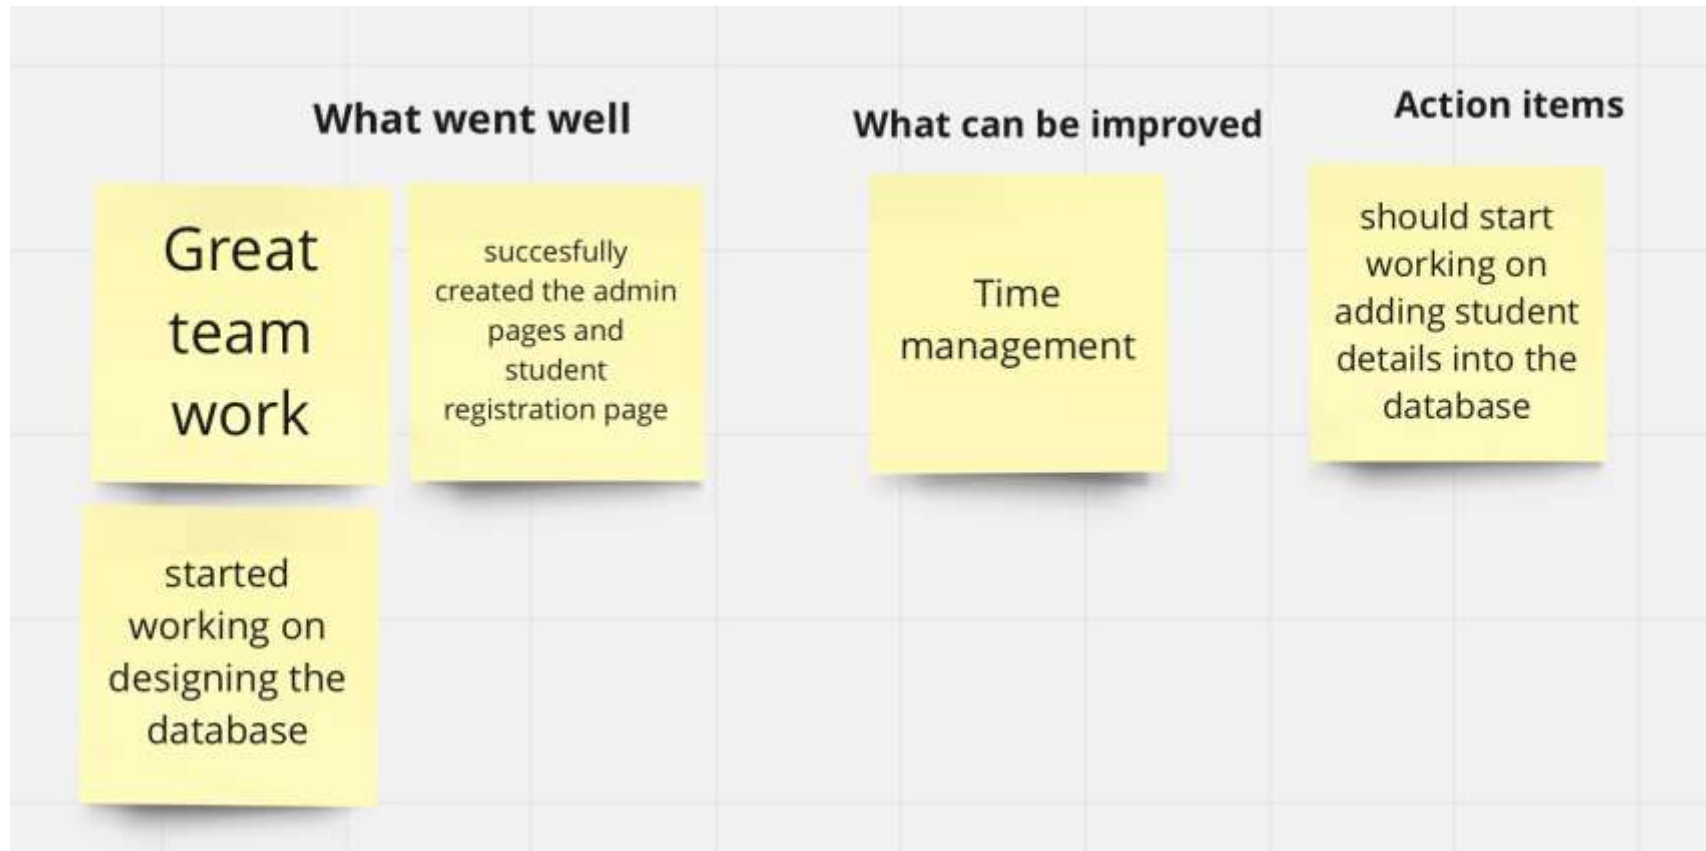 What went well
Great
team
work
succesfully
created the admin
pages and
student
registration page
started
working on
designing the
database
What can be improved
Time
management
Action items
should start
working on
adding student
details into the
database